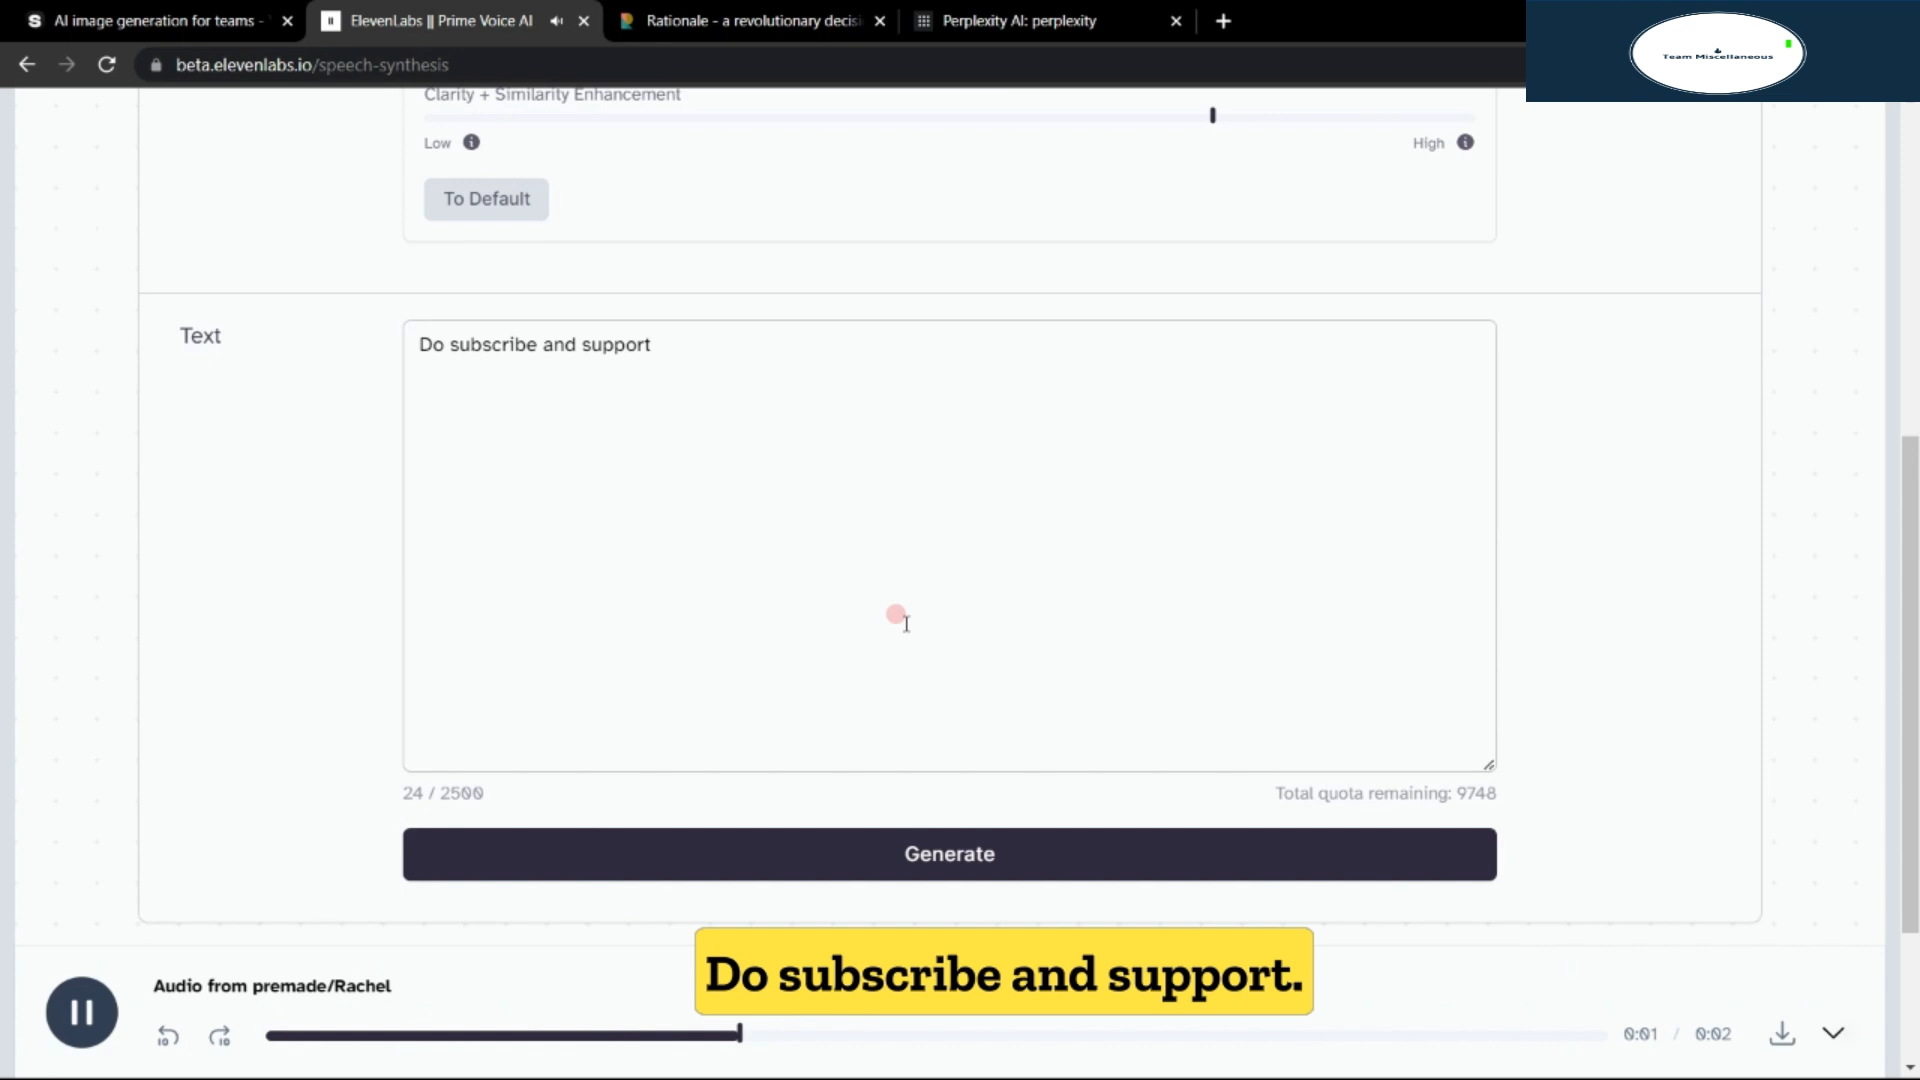 AI image generation for teams -
ElevenLabs || Prime Voice AI
Rationale - a revolutionary decisi
Perplexity AI: perplexity
beta.elevenlabs.io/speech-synthesis
Team Miscellaneous
Clarity + Similarity Enhancement
Low
High
To Default
Text
Do subscribe and support
24 / 2500
Total quota remaining: 9748
Generate
Do subscribe and support.
Audio from premade/Rachel
10
10
0:01 / 0:02